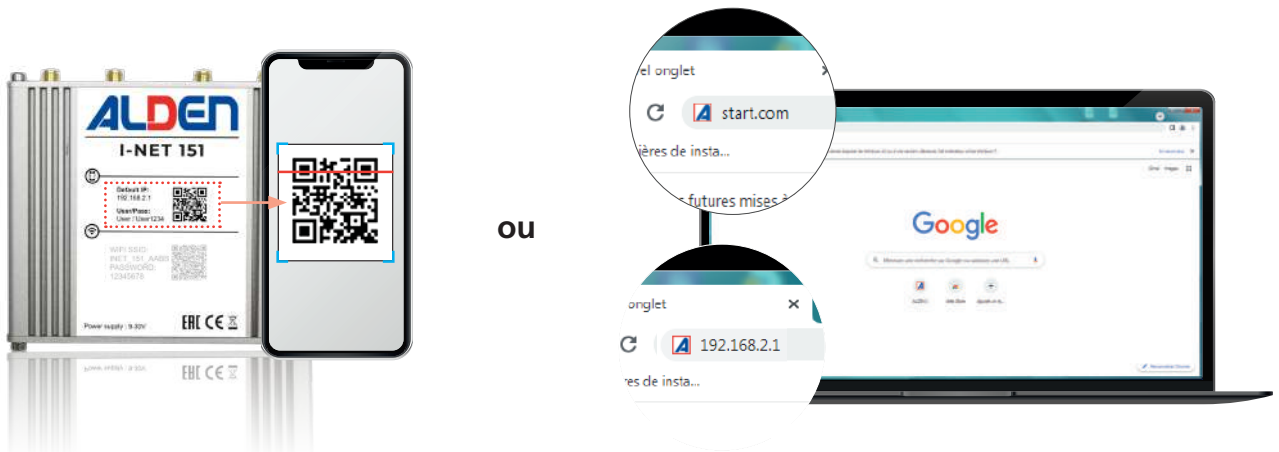 ALDEN
I-NET 151
Default IP:
192.168.2.1
User/Pass:
User / User1234
WIFI SSID:
INET_151_AABB
PASSWORD:
12345678
Power supply : 9-30V
EAC CE
ou
vel onglet
start.com
ières de insta...
s futures mises à
onglet
192.168.2.1
res de insta...
Google